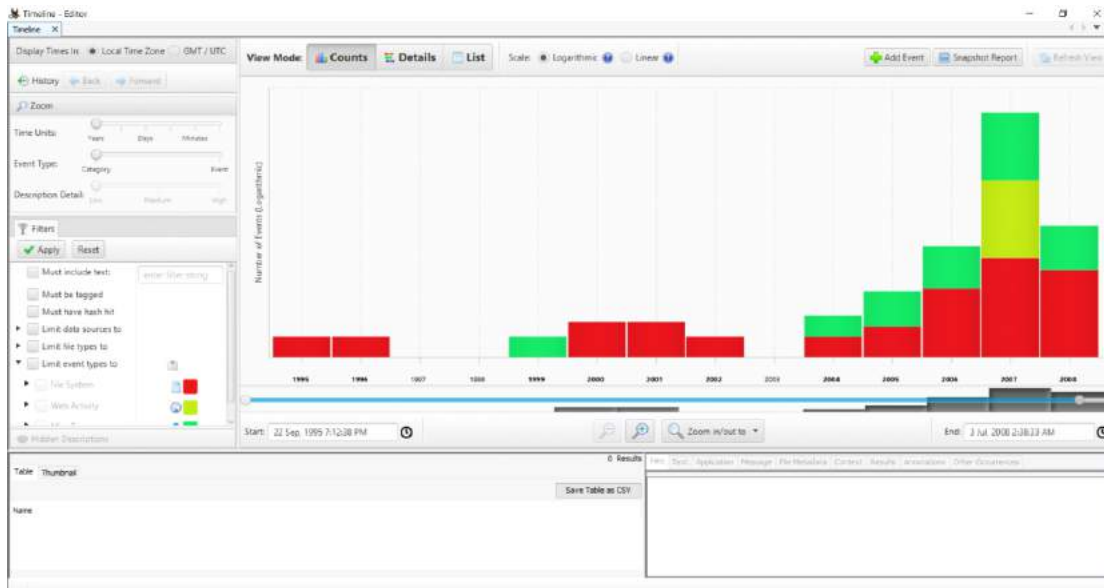 Timeline - Editor
Timeline X
Display Times In: Local Time Zone GMT / UTC
History Back Forward
Zoom
Time Units:
Years Days Minutes
Event Type:
Category Event
Description Detail:
Low Medium High
Filters
Apply Reset
Must include text: enter filter string
Must be tagged
Must have hash hit
Limit data sources to
Limit file types to
Limit event types to
File System
Web Activity
Hidden Descriptions
View Mode: Counts Details List Scale: Logarithmic Linear
Add Event Snapshot Report Refresh View
Number of Events (Logarithmic)
1995 1996 1997 1998 1999 2000 2001 2002 2003 2004 2005 2006 2007 2008
Start: 22 Sep, 1995 7:12:38 PM
Zoom in/out to
End: 3 Jul, 2008 2:38:33 AM
Table Thumbnail
0 Results
Save Table as CSV
Name
Hex Text Application Message File Metadata Context Results Annotations Other Occurrences